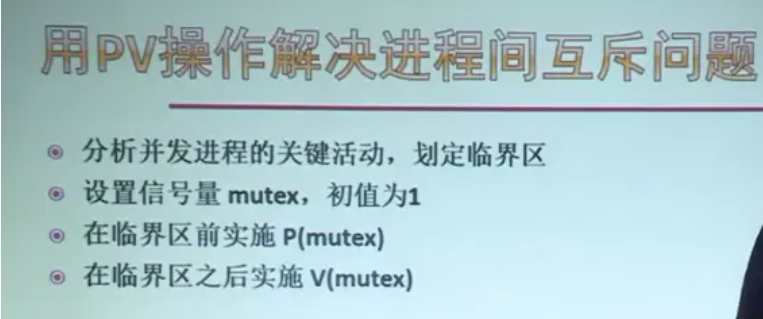 用PV操作解决进程间互斥问题
分析并发进程的关键活动，划定临界区
设置信号量 mutex，初值为1
在临界区前实施 P(mutex)
在临界区之后实施 V(mutex)